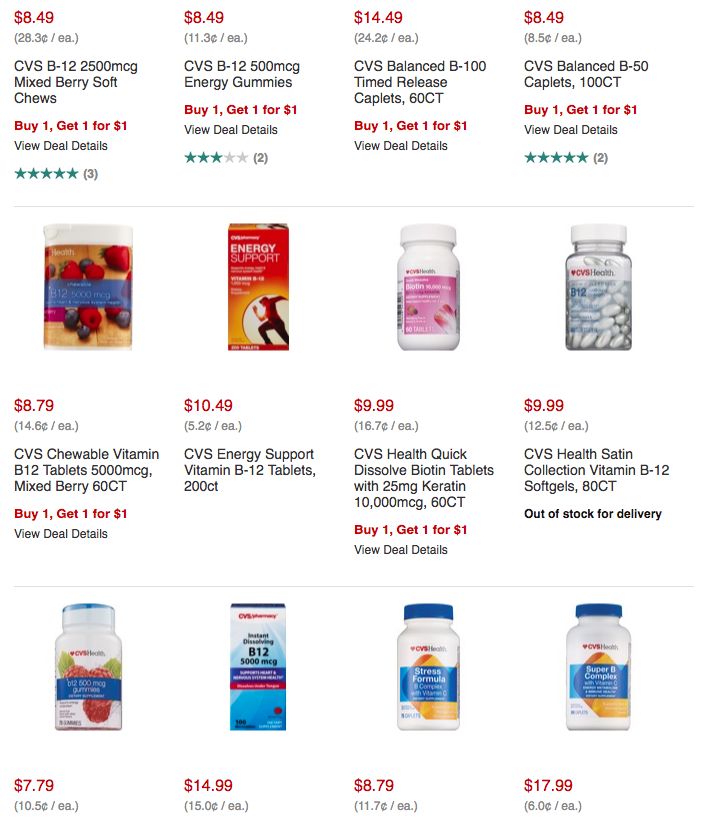 $8.49 $8.49 $14.49 $8.49
(28.3¢ / ea.) (11.3¢ / ea.) (24.2¢ / ea.) (8.5¢ / ea.)
CVS B-12 2500mcg
Mixed Berry Soft
Chews
Buy 1, Get 1 for $1
View Deal Details
(3)
CVS B-12 500mcg
Energy Gummies
Buy 1, Get 1 for $1
View Deal Details
(2)
CVS Balanced B-100
Timed Release
Caplets, 60CT
Buy 1, Get 1 for $1
View Deal Details
CVS Balanced B-50
Caplets, 100CT
Buy 1, Get 1 for $1
View Deal Details
(2)
Health
chewable
B12 5000 mcg
CVS/pharmacy
ENERGY
SUPPORT
VITAMIN B-12
200 TABLETS
CVSHealth
Biotin 10,000 mcg
60 TABLETS
CVSHealth
B12
$8.79
(14.6¢ / ea.)
CVS Chewable Vitamin
B12 Tablets 5000mcg,
Mixed Berry 60CT
Buy 1, Get 1 for $1
View Deal Details
$10.49
(5.2¢ / ea.)
CVS Energy Support
Vitamin B-12 Tablets,
200ct
$9.99
(16.7¢ / ea.)
CVS Health Quick
Dissolve Biotin Tablets
with 25mg Keratin
10,000mcg, 60CT
Buy 1, Get 1 for $1
View Deal Details
$9.99
(12.5¢ / ea.)
CVS Health Satin
Collection Vitamin B-12
Softgels, 80CT
Out of stock for delivery
CVSHealth
b12 500 mcg
gummies
CVS/pharmacy
Instant
Dissolving
B12
5000 mcg
SUPPORTS HEART &
NERVOUS SYSTEM HEALTH
Dissolves Under Tongue
100
CVSHealth
Stress
Formula
B Complex
with Vitamin C
CVSHealth
Super B
Complex
with Vitamin C
$7.79
(10.5¢ / ea.)
$14.99
(15.0¢ / ea.)
$8.79
(11.7¢ / ea.)
$17.99
(6.0¢ / ea.)